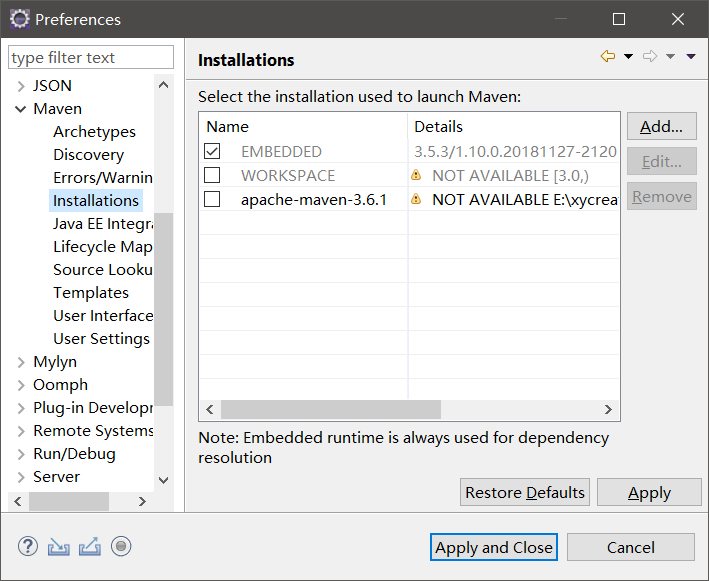 Preferences
type filter text
JSON
Maven
Archetypes
Discovery
Errors/Warnin
Installations
Java EE Integra
Lifecycle Map
Source Looku
Templates
User Interface
User Settings
Mylyn
Oomph
Plug-in Develop
Remote Systems
Run/Debug
Server
Installations
Select the installation used to launch Maven:
Name Details
EMBEDDED 3.5.3/1.10.0.20181127-2120
WORKSPACE NOT AVAILABLE [3.0,)
apache-maven-3.6.1 NOT AVAILABLE E:\xycrea
Add...
Edit...
Remove
Note: Embedded runtime is always used for dependency
resolution
Restore Defaults Apply
Apply and Close Cancel